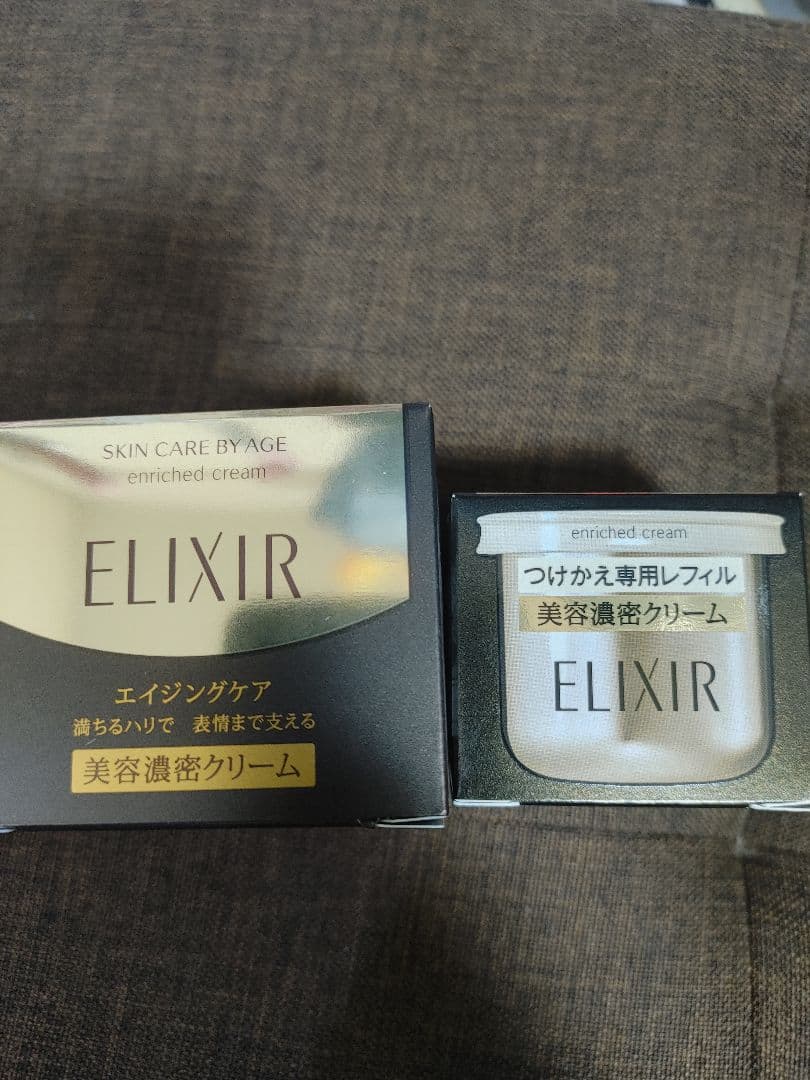 SKIN CARE BY AGE
enriched cream
ELIXIR
エイジングケア
満ちるハリで 表情まで支える
美容濃密クリーム
enriched cream
つけかえ専用レフィル
美容濃密クリーム
ELIXIR